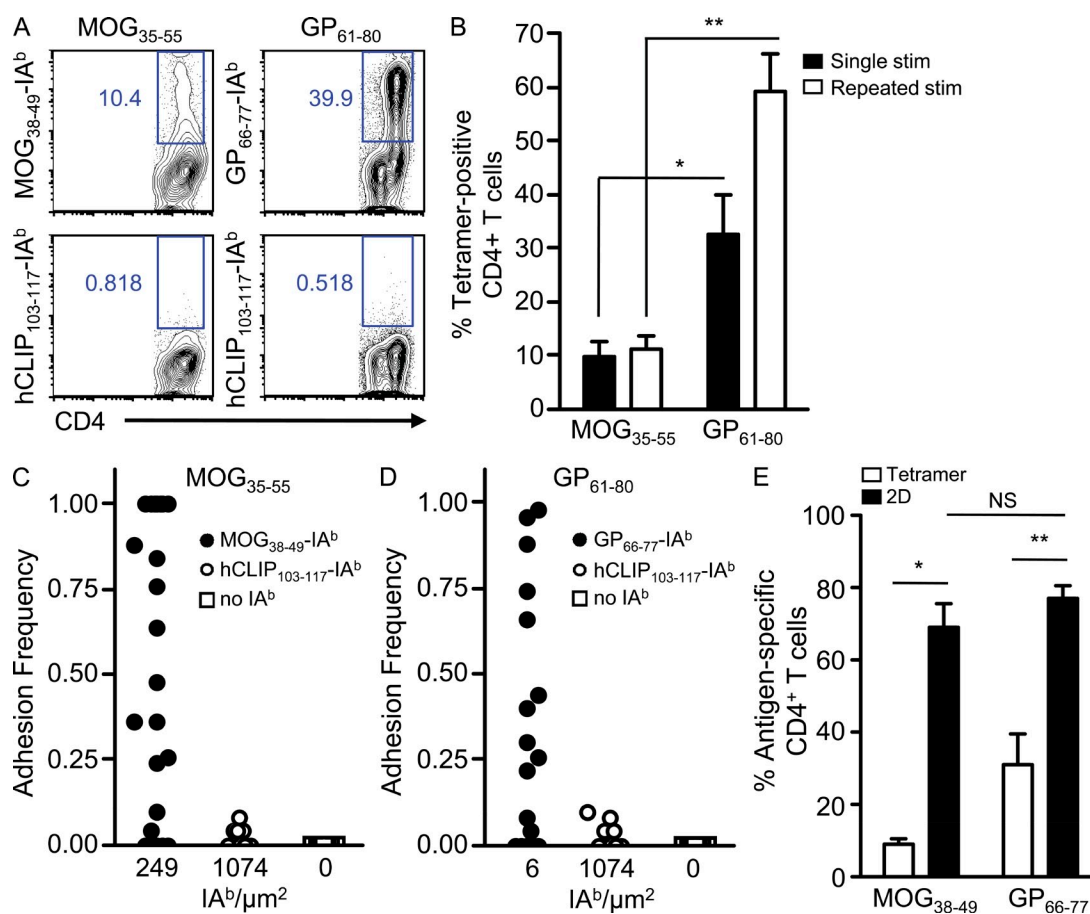 A
MOG35-55
GP61-80
MOG38-49-IAb
10.4
GP66-77-IAb
39.9
hCLIP103-117-IAb
0.818
hCLIP103-117-IAb
0.518
CD4
B
% Tetramer-positive
CD4+ T cells
70
60
50
40
30
20
10
0
**
*
Single stim
Repeated stim
MOG35-55
GP61-80
C
MOG35-55
Adhesion Frequency
1.00
0.75
0.50
0.25
0.00
MOG38-49-IAb
hCLIP103-117-IAb
no IAb
249 1074 0
IAb/µm2
D
GP61-80
Adhesion Frequency
1.00
0.75
0.50
0.25
0.00
GP66-77-IAb
hCLIP103-117-IAb
no IAb
6 1074 0
IAb/µm2
E
Tetramer
2D
NS
% Antigen-specific
CD4+ T cells
100
80
60
40
20
0
*
**
MOG38-49
GP66-77